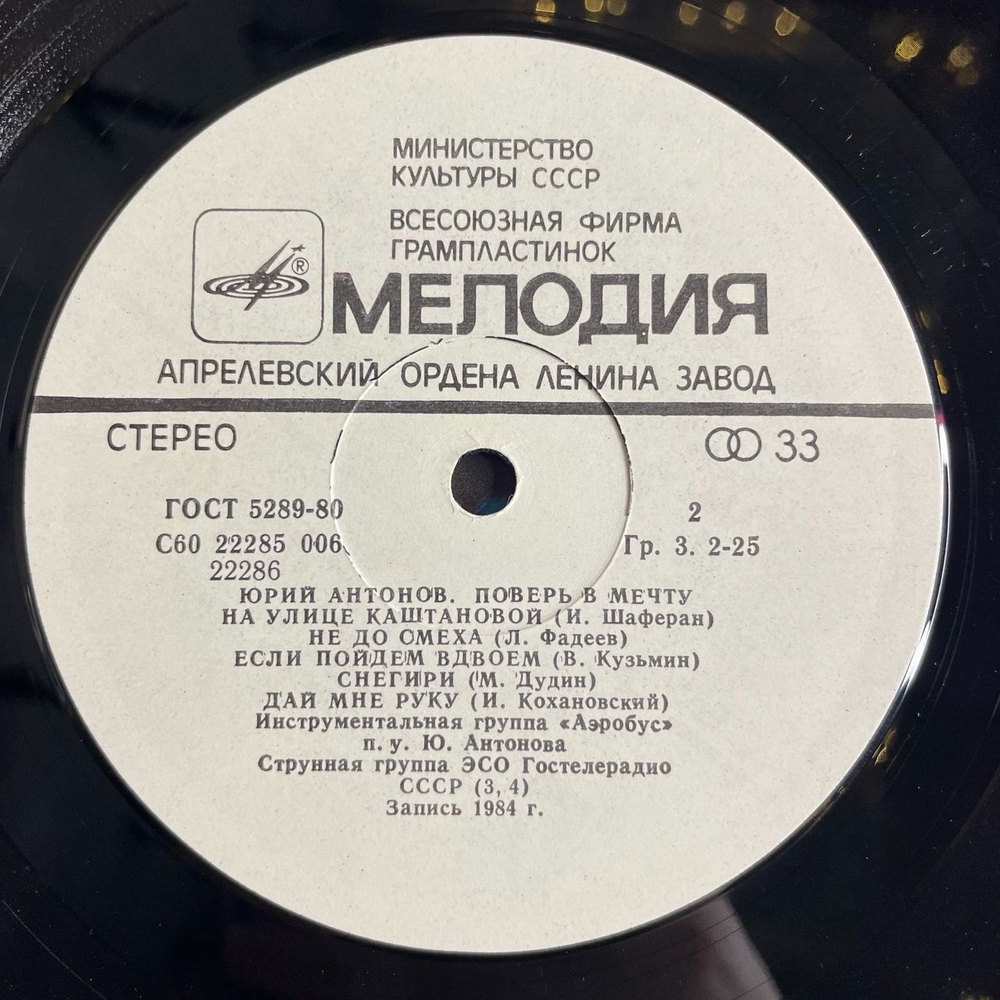 МИНИСТЕРСТВО
КУЛЬТУРЫ СССР
ВСЕСОЮЗНАЯ ФИРМА
ГРАМПЛАСТИНОК
®
МЕЛОДИЯ
АПРЕЛЕВСКИЙ ОРДЕНА ЛЕНИНА ЗАВОД
СТЕРЕО 33
ГОСТ 5289-80 2
С60 22285 006 Гр. 3. 2-25
22286
ЮРИЙ АНТОНОВ. ПОВЕРЬ В МЕЧТУ
НА УЛИЦЕ КАШТАНОВОЙ (И. Шаферан)
НЕ ДО СМЕХА (Л. Фадеев)
ЕСЛИ ПОЙДЕМ ВДВОЕМ (В. Кузьмин)
СНЕГИРИ (М. Дудин)
ДАЙ МНЕ РУКУ (И. Кохановский)
Инструментальная группа «Аэробус»
п. у. Ю. Антонова
Струнная группа ЭСО Гостелерадио
СССР (3, 4)
Запись 1984 г.